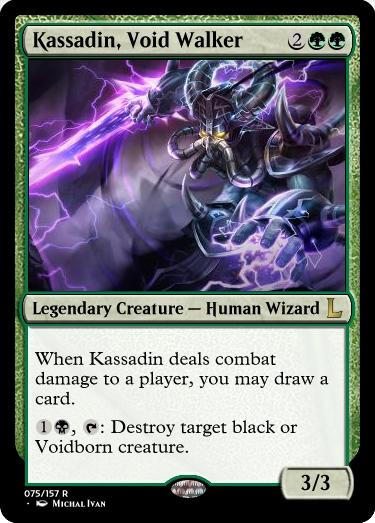 Kassadin, Void Walker 2
Legendary Creature — Human Wizard L
When Kassadin deals combat
damage to a player, you may draw a
card.
1, : Destroy target black or
Voidborn creature.
3/3
075/157 R
· Michal Ivan